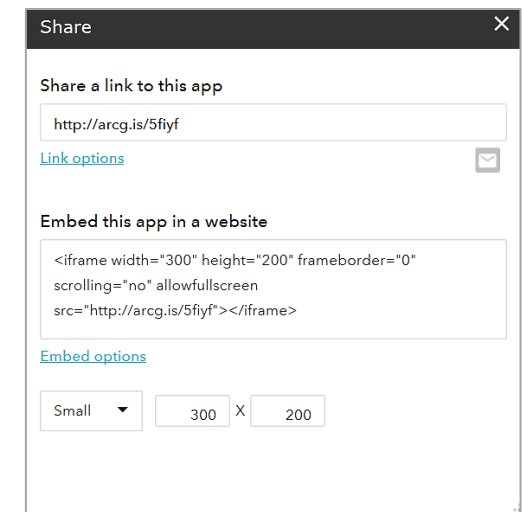 Share
Share a link to this app
http://arcg.is/5fiyf
Link options
Embed this app in a website
<iframe width="300" height="200" frameborder="0"
scrolling="no" allowfullscreen
src="http://arcg.is/5fiyf"></iframe>
Embed options
Small 300 X 200